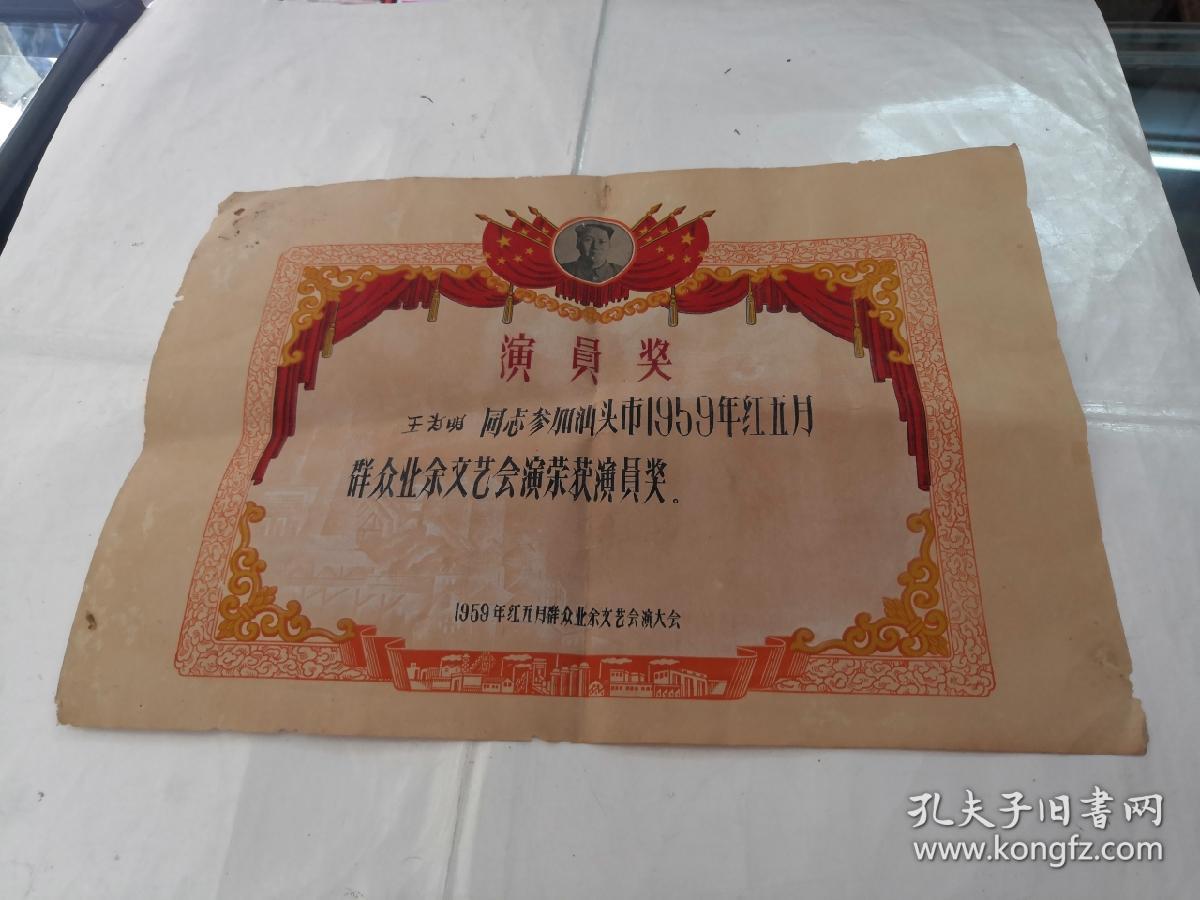 演員奖
王 明 同志参加汕头市1959年红五月
群众业余文艺会演荣获演員奖。
1959年红五月群众业余文艺会演大会
孔夫子旧书网
www.kongfz.com